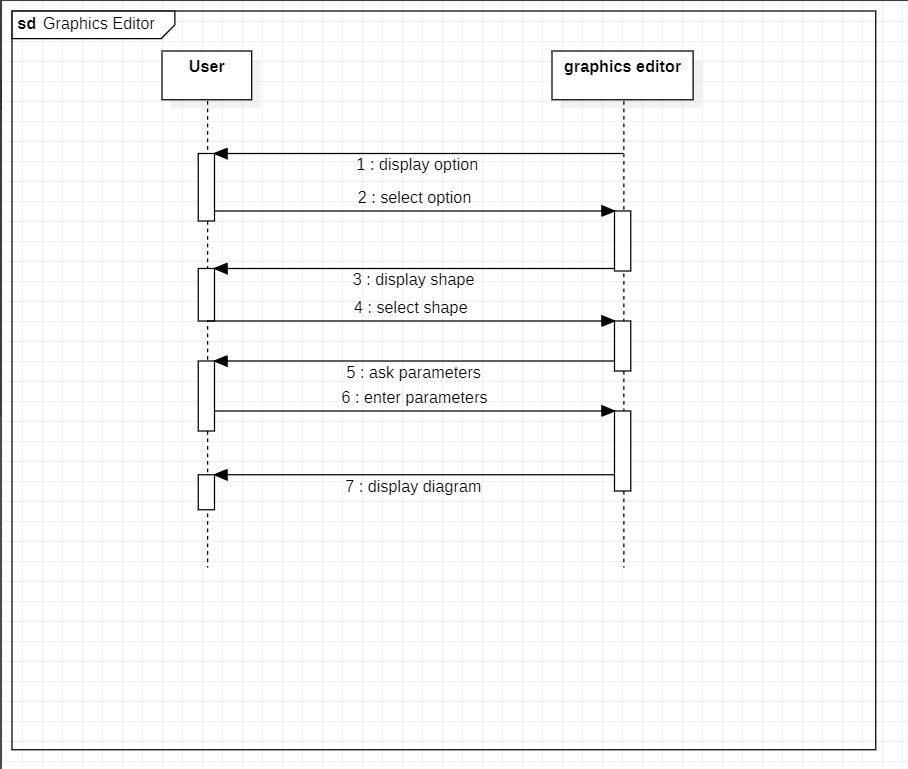 sd Graphics Editor
User
graphics editor
1 : display option
2 : select option
3 : display shape
4 : select shape
5 : ask parameters
6 : enter parameters
7 : display diagram